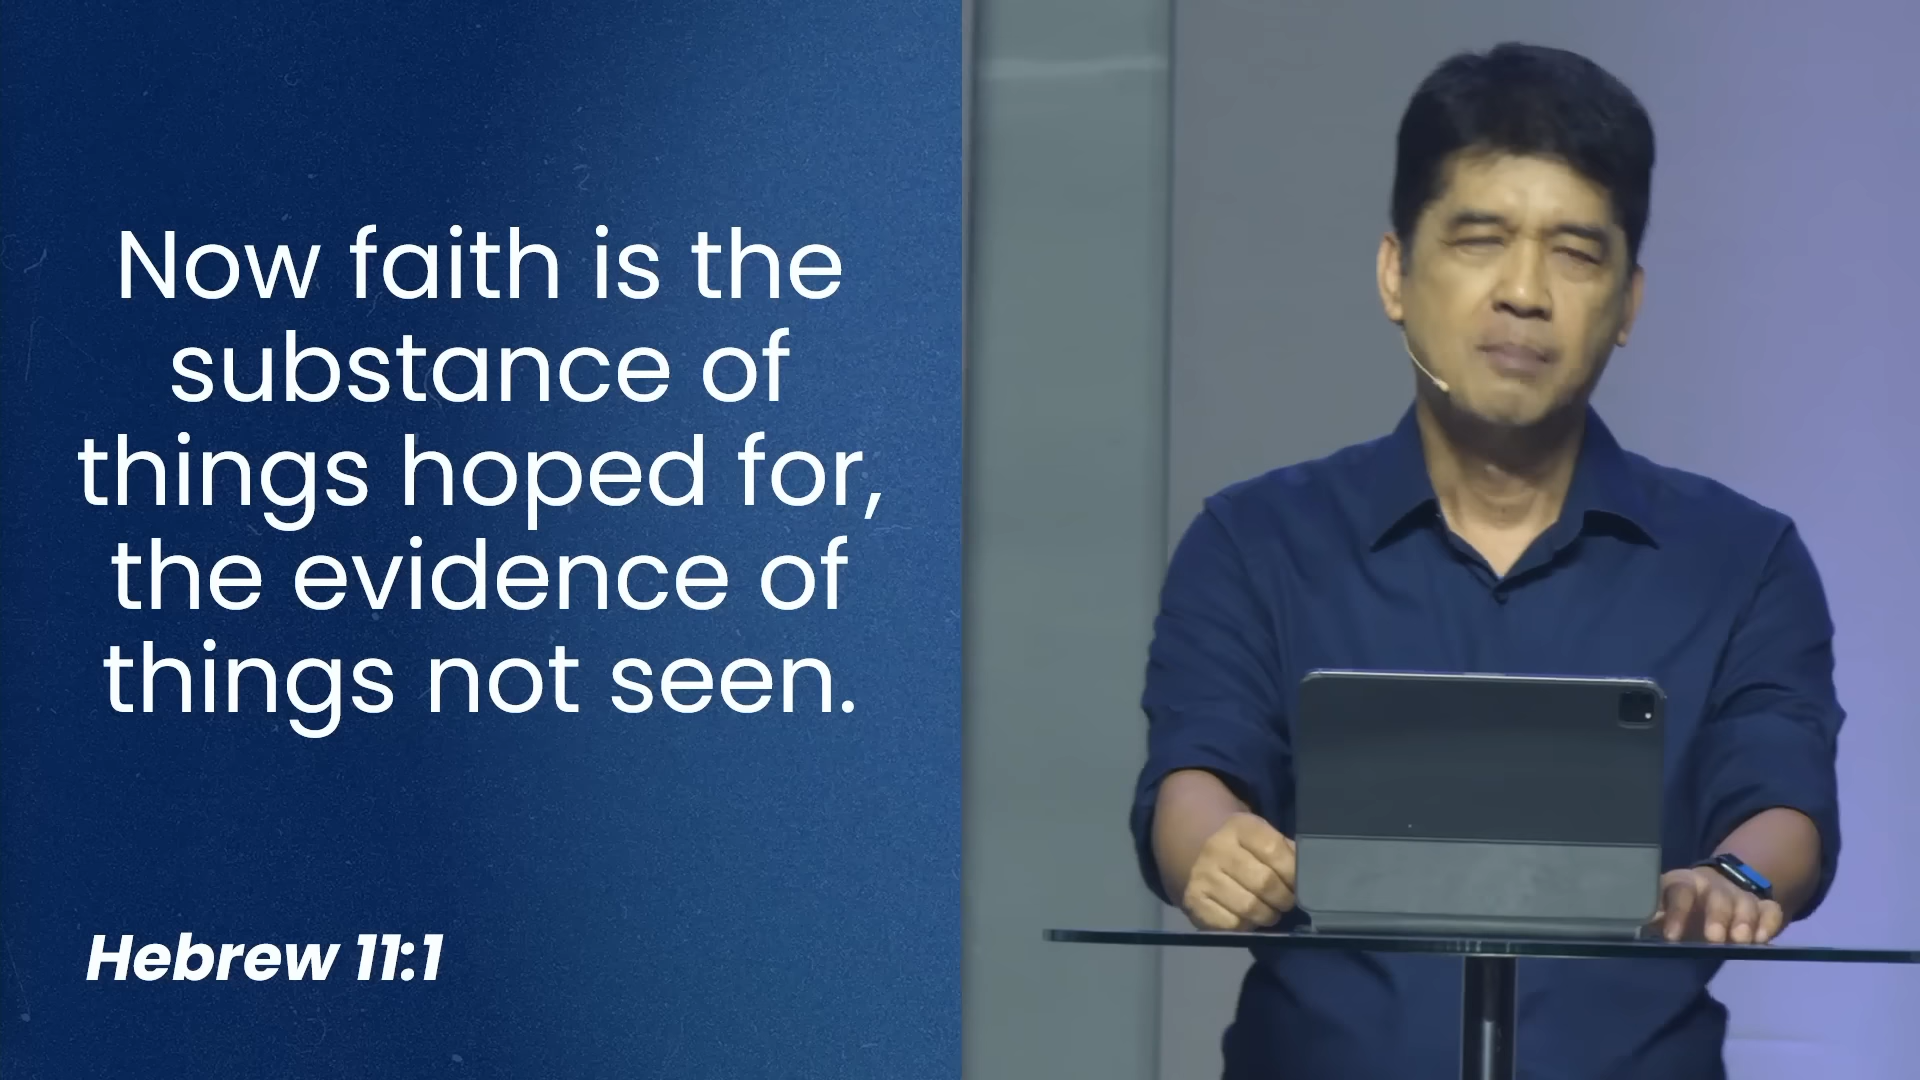 Now faith is the
substance of
things hoped for,
the evidence of
things not seen.
Hebrew 11:1